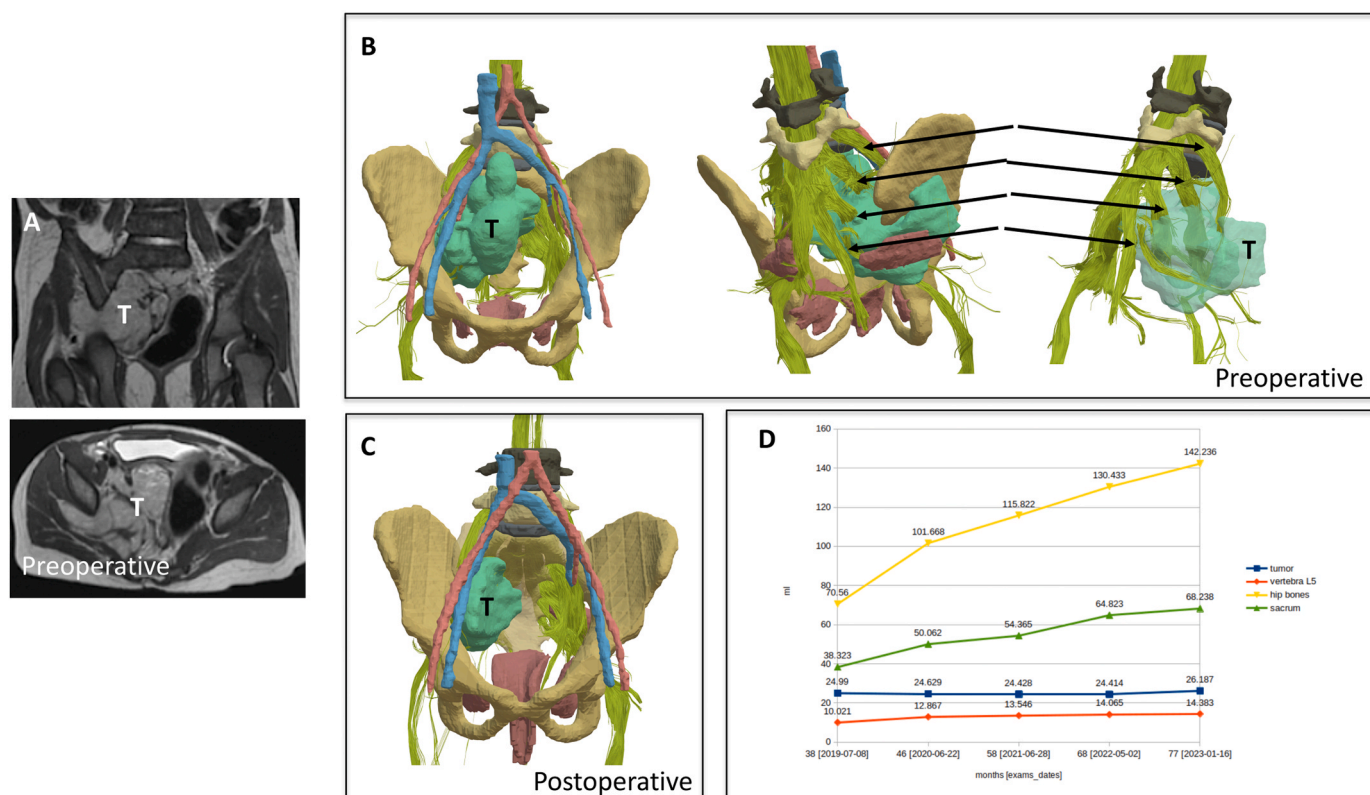 A
T
T
Preoperative
B
T
T
Preoperative
C
T
Postoperative
D
160
140
120
100
80
60
40
20
0
ml
142.236
130.433
115.822
101.668
70.56
68.238
64.823
54.365
50.062
38.323
24.99
24.629
24.428
24.414
26.187
10.021
12.867
13.546
14.065
14.383
38 [2019-07-08]
46 [2020-06-22]
58 [2021-06-28]
68 [2022-05-02]
77 [2023-01-16]
months [exams_dates]
tumor
vertebra L5
hip bones
sacrum